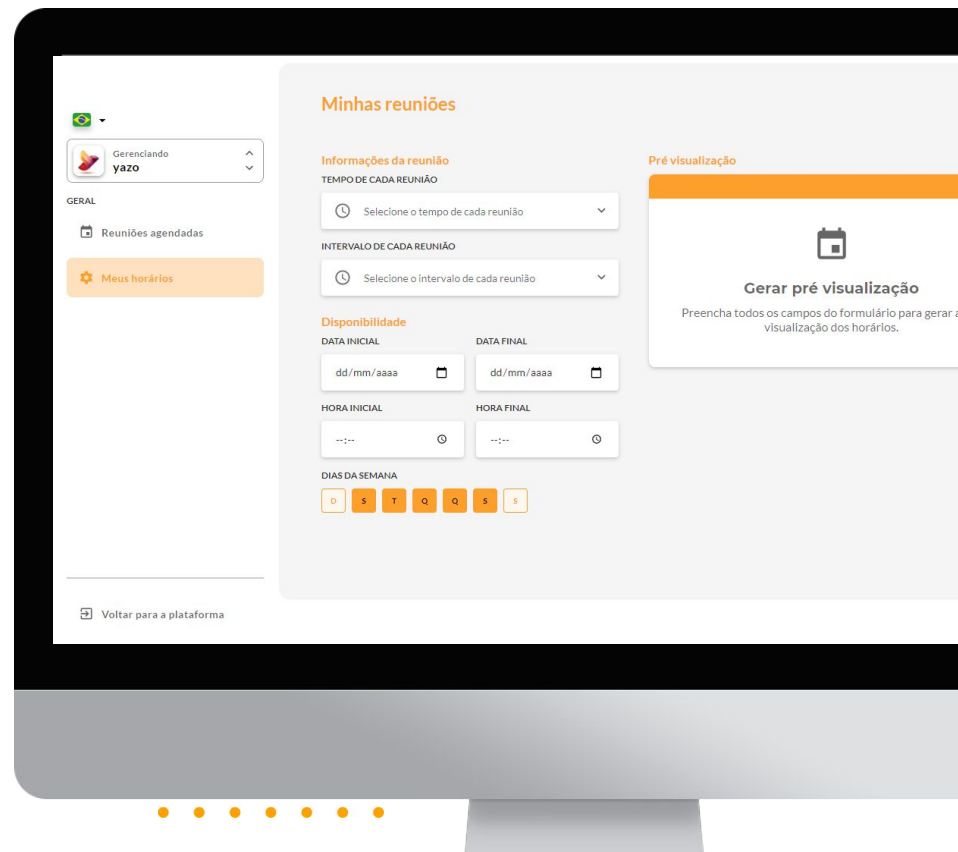 Gerenciando
yazo
GERAL
Reuniões agendadas
Meus horários
Voltar para a plataforma
Minhas reuniões
Informações da reunião
TEMPO DE CADA REUNIÃO
Selecione o tempo de cada reunião
INTERVALO DE CADA REUNIÃO
Selecione o intervalo de cada reunião
Disponibilidade
DATA INICIAL DATA FINAL
dd/mm/aaaa dd/mm/aaaa
HORA INICIAL HORA FINAL
--:-- --:--
DIAS DA SEMANA
D S T Q Q S S
Pré visualização
Gerar pré visualização
Preencha todos os campos do formulário para gerar a
visualização dos horários.